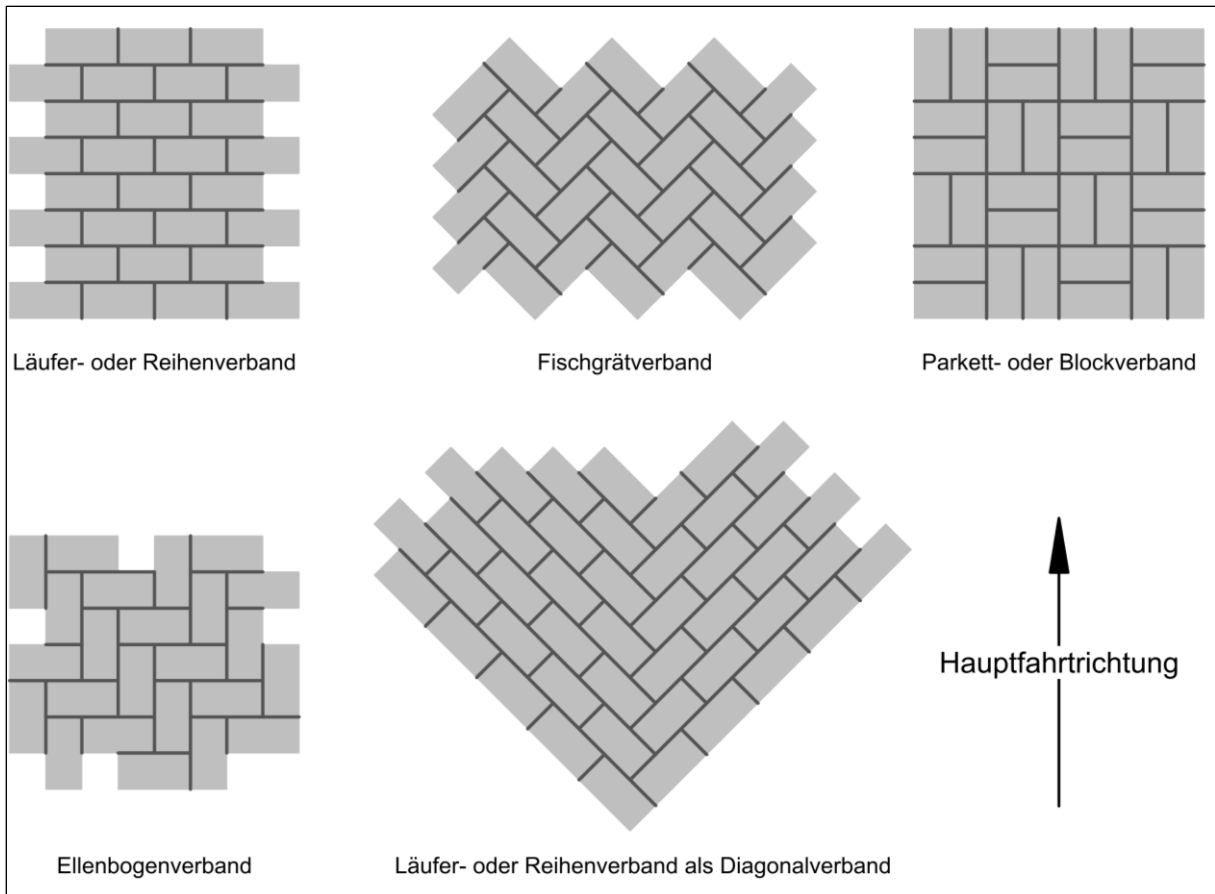 Läufer- oder Reihenverband
Fischgrätverband
Parkett- oder Blockverband
Hauptfahrtrichtung
Ellenbogenverband
Läufer- oder Reihenverband als Diagonalverband